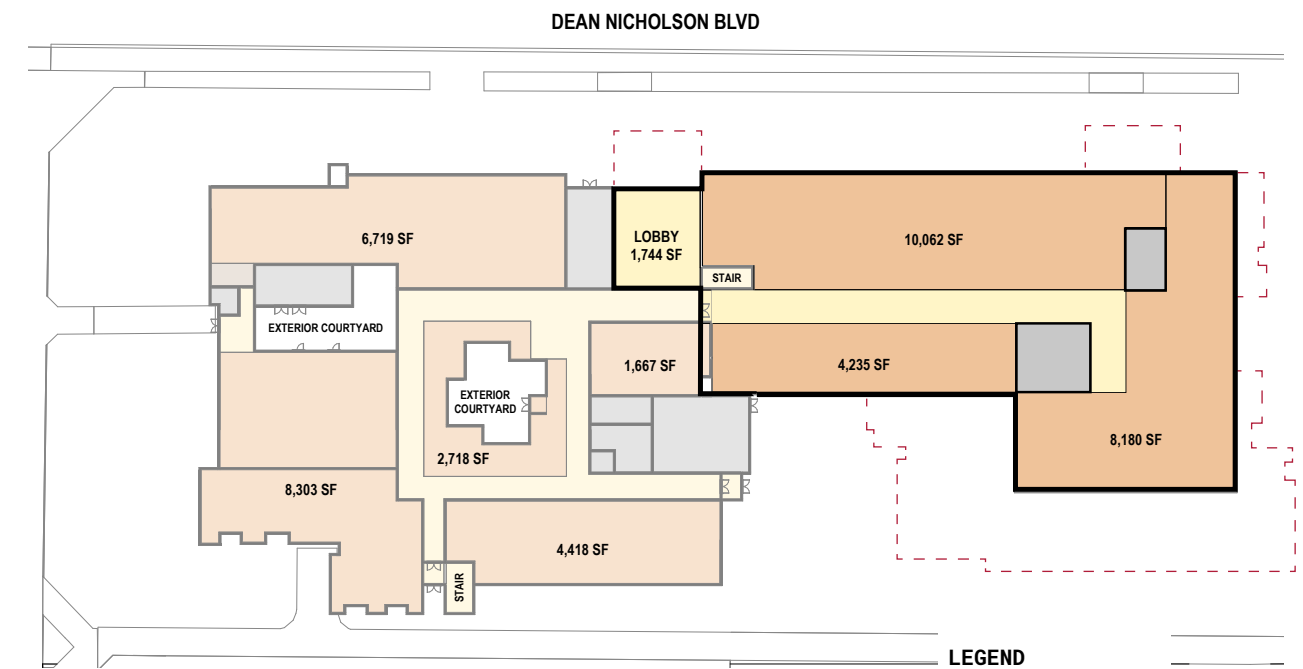 DEAN NICHOLSON BLVD
6,719 SF
LOBBY
1,744 SF
10,062 SF
STAIR
EXTERIOR COURTYARD
1,667 SF
4,235 SF
EXTERIOR
COURTYARD
8,180 SF
2,718 SF
8,303 SF
4,418 SF
STAIR
LEGEND